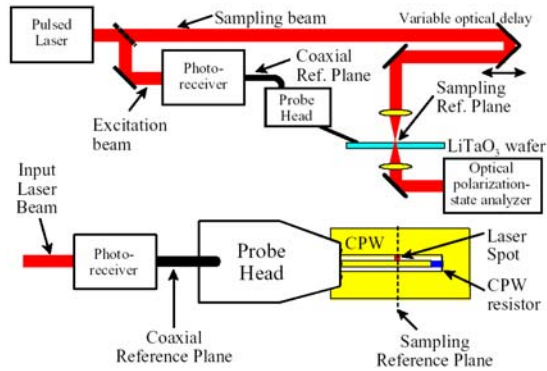 Pulsed
Laser
Sampling beam
Variable optical delay
Photo-
receiver
Coaxial
Ref. Plane
Probe
Head
Sampling
Ref. Plane
Excitation
beam
LiTaO3 wafer
Optical
polarization-
state analyzer
Input
Laser
Beam
Photo-
receiver
Probe
Head
CPW
Laser
Spot
CPW
resistor
Coaxial
Reference Plane
Sampling
Reference Plane